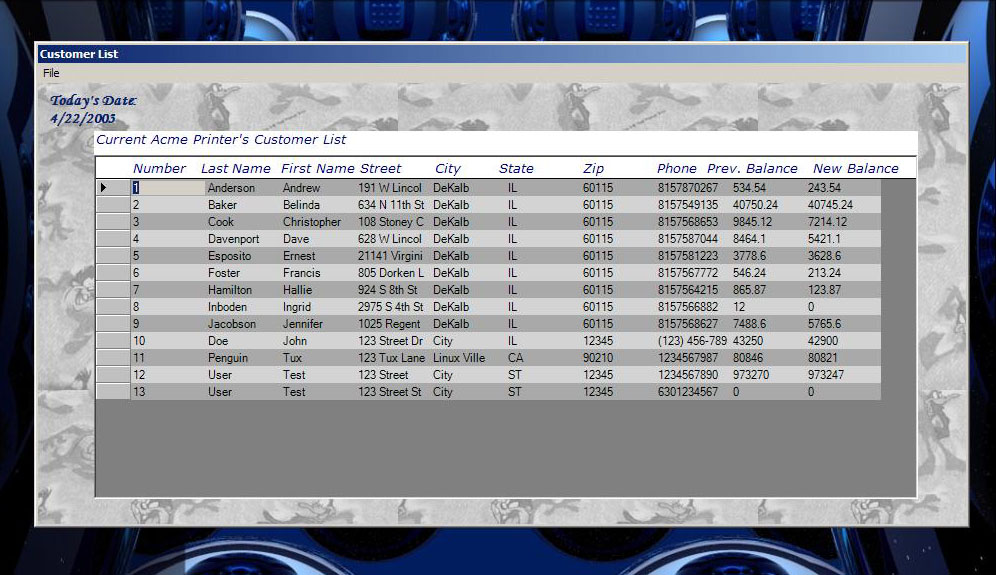 Customer List
File
Today's Date:
4/22/2003
Current Acme Printer's Customer List
Number Last Name First Name Street City State Zip Phone Prev. Balance New Balance
1 Anderson Andrew 191 W Lincol DeKalb IL 60115 8157870267 534.54 243.54
2 Baker Belinda 634 N 11th St DeKalb IL 60115 8157549135 40750.24 40745.24
3 Cook Christopher 108 Stoney C DeKalb IL 60115 8157568653 9845.12 7214.12
4 Davenport Dave 628 W Lincol DeKalb IL 60115 8157587044 8464.1 5421.1
5 Esposito Ernest 21141 Virgini DeKalb IL 60115 8157581223 3778.6 3628.6
6 Foster Francis 805 Dorken L DeKalb IL 60115 8157567772 546.24 213.24
7 Hamilton Hallie 924 S 8th St DeKalb IL 60115 8157564215 865.87 123.87
8 Inboden Ingrid 2975 S 4th St DeKalb IL 60115 8157566882 12 0
9 Jacobson Jennifer 1025 Regent DeKalb IL 60115 8157568627 7488.6 5765.6
10 Doe John 123 Street Dr City IL 12345 (123) 456-789 43250 42900
11 Penguin Tux 123 Tux Lane Linux Ville CA 90210 1234567987 80846 80821
12 User Test 123 Street City ST 12345 1234567890 973270 973247
13 User Test 123 Street St City ST 12345 6301234567 0 0